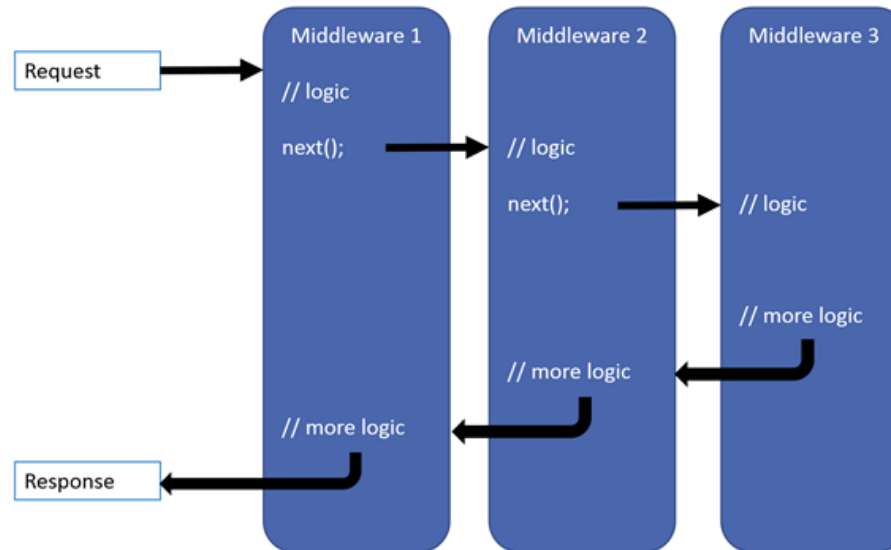 Middleware 1
Middleware 2
Middleware 3
Request
// logic
next();
// logic
next();
// logic
// more logic
// more logic
// more logic
Response